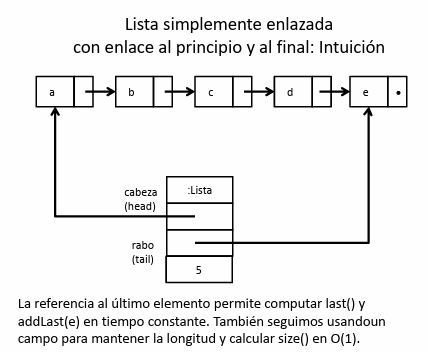 Lista simplemente enlazada
con enlace al principio y al final: Intuición
a b c d e
cabeza
(head)
:Lista
rabo
(tail)
5
La referencia al último elemento permite computar last() y
addLast(e) en tiempo constante. También seguimos usandoun
campo para mantener la longitud y calcular size() en O(1).